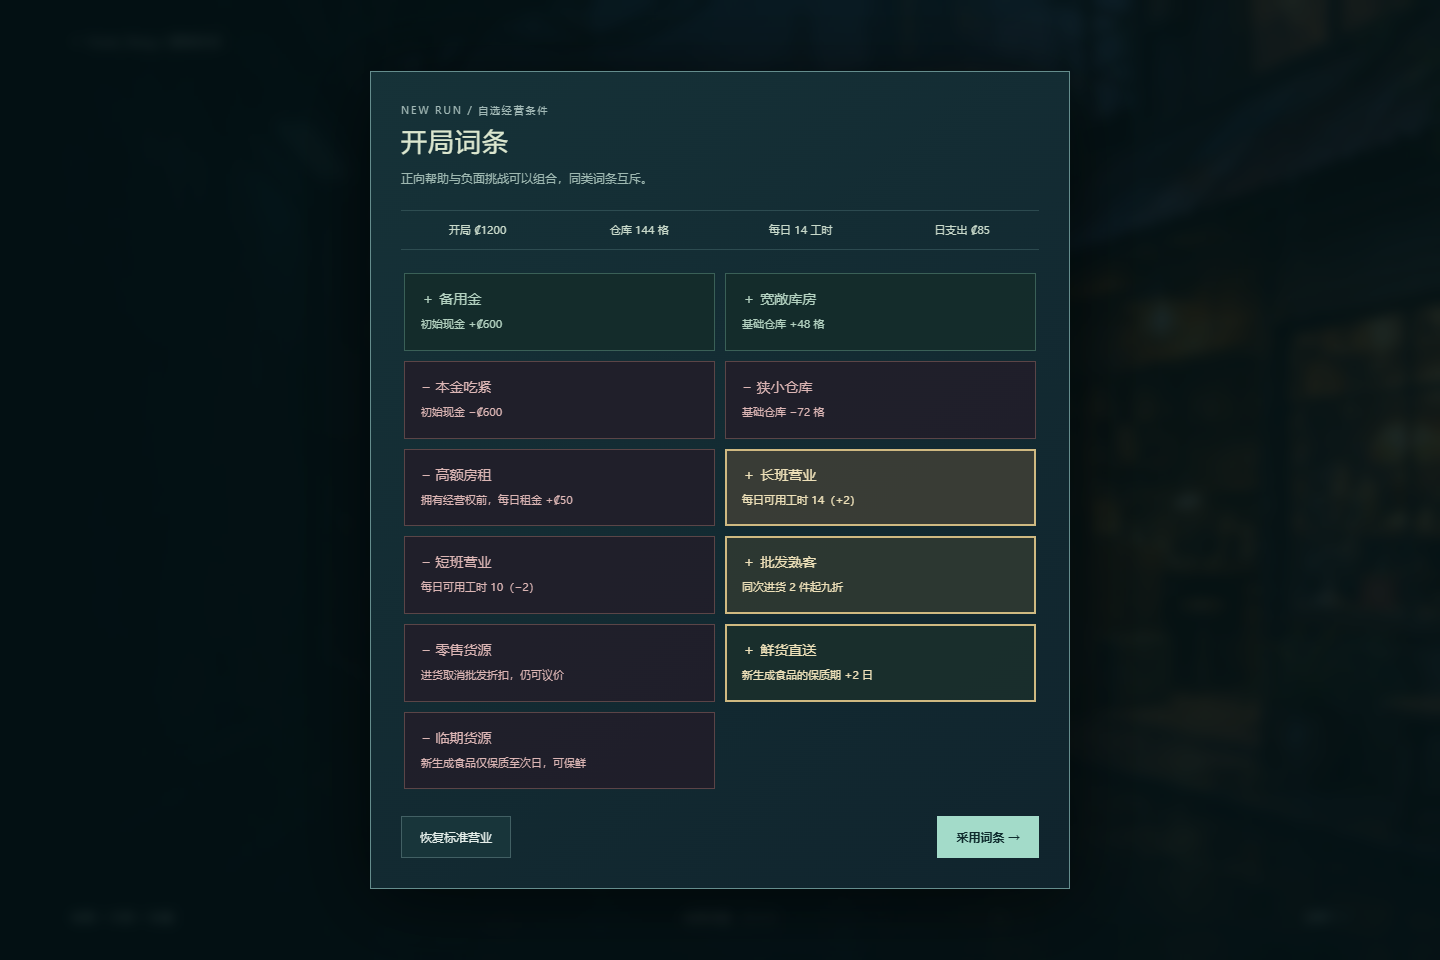 NEW RUN / 自选经营条件
开局词条
正向帮助与负面挑战可以组合，同类词条互斥。
开局 ₡1200
仓库 144 格
每日 14 工时
日支出 ₡85
+ 备用金
初始现金 +₡600
+ 宽敞库房
基础仓库 +48 格
− 本金吃紧
初始现金 −₡600
− 狭小仓库
基础仓库 −72 格
− 高额房租
拥有经营权前，每日租金 +₡50
+ 长班营业
每日可用工时 14（+2）
− 短班营业
每日可用工时 10（−2）
+ 批发熟客
同次进货 2 件起九折
− 零售货源
进货取消批发折扣，仍可议价
+ 鲜货直送
新生成食品的保质期 +2 日
− 临期货源
新生成食品仅保质至次日，可保鲜
恢复标准营业
采用词条 →